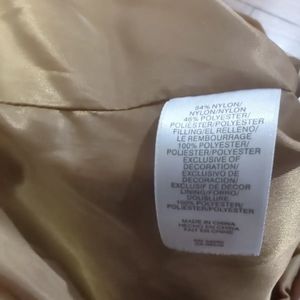 54% NYLON/
NYLON/NYLON
46% POLYESTER/
POLIESTER/POLYESTER
FILLING/EL RELLENO/
LE REMBOURRAGE
100% POLYESTER/
POLIESTER/POLYESTER
EXCLUSIVE OF
DECORATION/
EXCLUSIVO DE
DECORACION/
EXCLUSIF DE DECOR
LINING/FORRO/
DOUBLURE
100% POLYESTER/
POLIESTER/POLYESTER
MADE IN CHINA
HECHO EN CHINA
FAIT EN CHINE